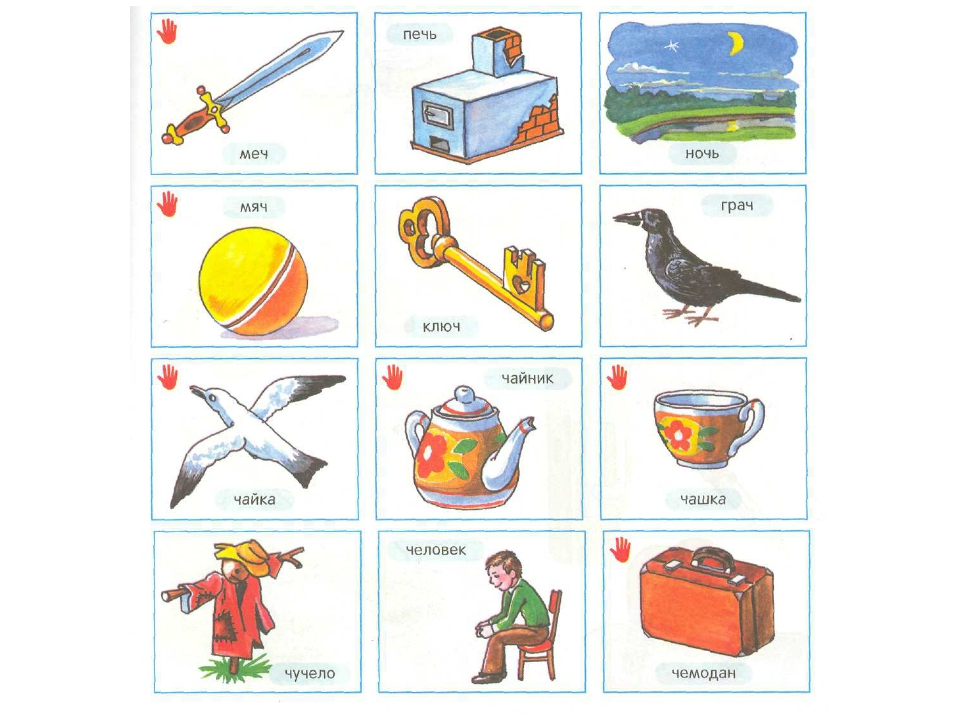 меч
печь
ночь
мяч
ключ
грач
чайка
чайник
чашка
чучело
человек
чемодан